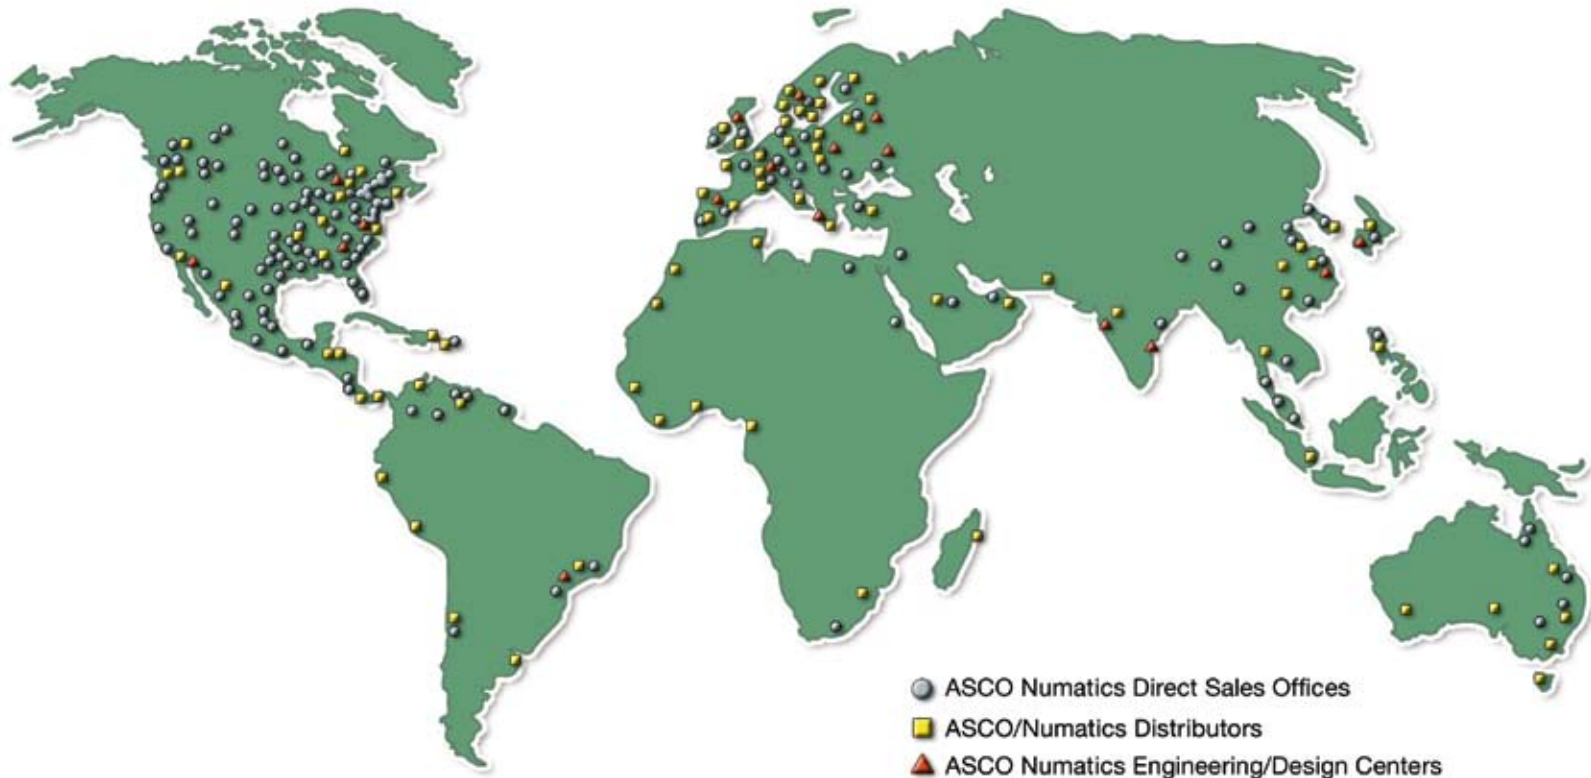 ASCO Numatics Direct Sales Offices
ASCO/Numatics Distributors
ASCO Numatics Engineering/Design Centers